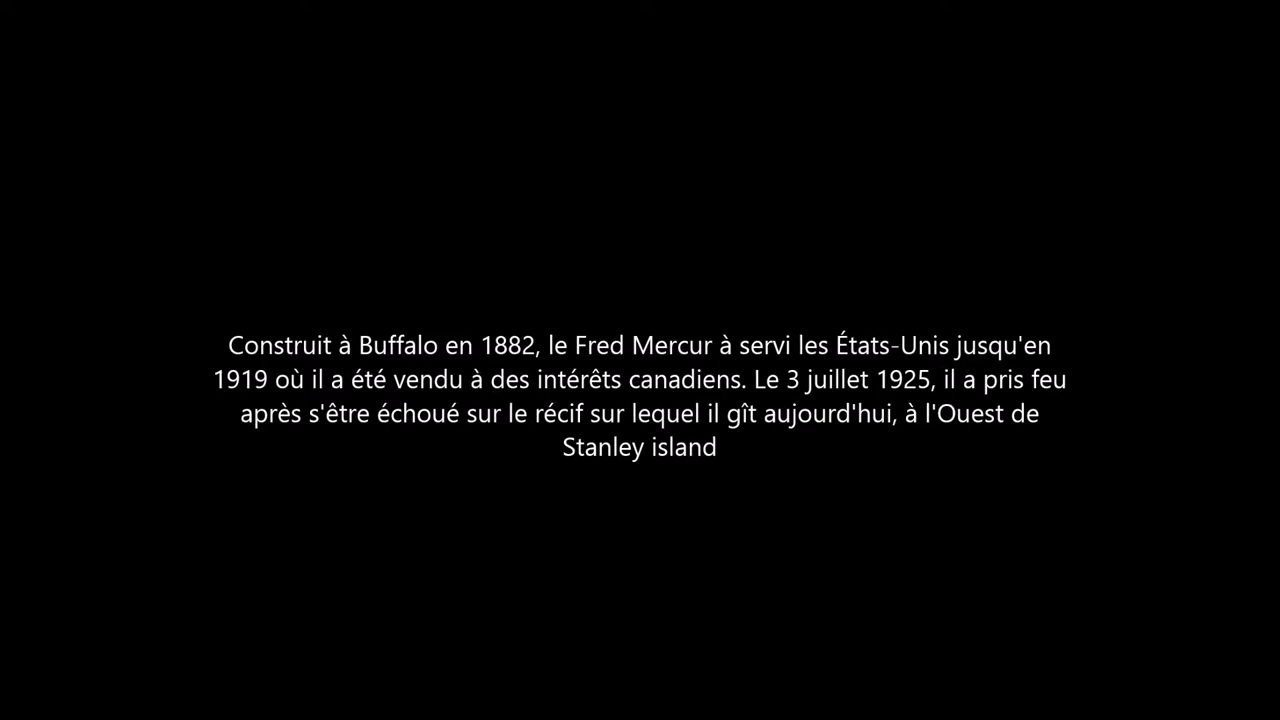 Construit à Buffalo en 1882, le Fred Mercur à servi les États-Unis jusqu'en
1919 où il a été vendu à des intérêts canadiens. Le 3 juillet 1925, il a pris feu
après s'être échoué sur le récif sur lequel il gît aujourd'hui, à l'Ouest de
Stanley island